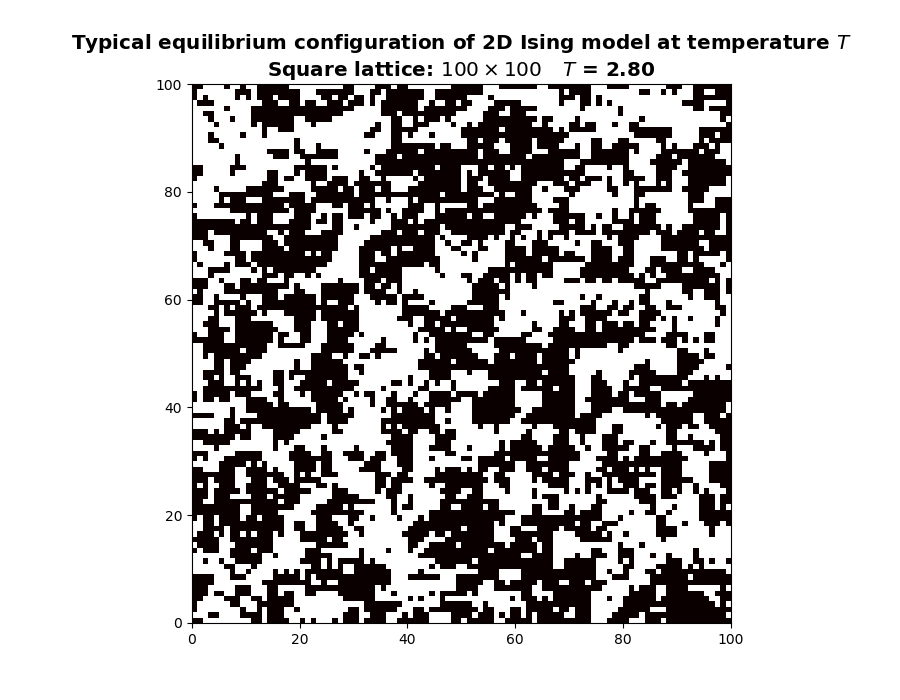 Typical equilibrium configuration of 2D Ising model at temperature T
Square lattice: 100 × 100 T = 2.80
100
80
60
40
20
0
0 20 40 60 80 100